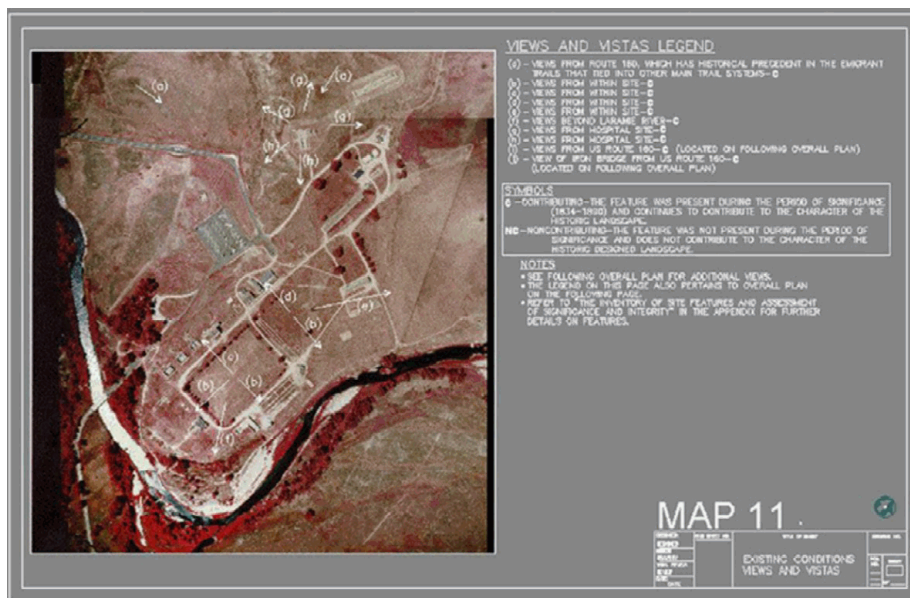 VIEWS AND VISTAS LEGEND
(a) - VIEWS FROM ROUTE 160, WHICH HAS HISTORICAL PRECEDENT IN THE EMIGRANT
TRAILS THAT TIED INTO OTHER MAIN TRAIL SYSTEMS-C
(b) - VIEWS FROM WITHIN SITE-C
(c) - VIEWS FROM WITHIN SITE-C
(d) - VIEWS FROM WITHIN SITE-C
(e) - VIEWS FROM WITHIN SITE-C
(f) - VIEWS BEYOND LARAMIE RIVER-C
(g) - VIEWS FROM HOSPITAL SITE-C
(h) - VIEWS FROM HOSPITAL SITE-C
(i) - VIEWS FROM US ROUTE 160-C (LOCATED ON FOLLOWING OVERALL PLAN)
(j) - VIEW OF IRON BRIDGE FROM US ROUTE 160-C
(LOCATED ON FOLLOWING OVERALL PLAN)
SYMBOLS
C - CONTRIBUTING-THE FEATURE WAS PRESENT DURING THE PERIOD OF SIGNIFICANCE
(1834-1890) AND CONTINUES TO CONTRIBUTE TO THE CHARACTER OF THE
HISTORIC LANDSCAPE.
NC-NONCONTRIBUTING-THE FEATURE WAS NOT PRESENT DURING THE PERIOD OF
SIGNIFICANCE AND DOES NOT CONTRIBUTE TO THE CHARACTER OF THE
HISTORIC DESIGNED LANDSCAPE.
NOTES
• SEE FOLLOWING OVERALL PLAN FOR ADDITIONAL VIEWS.
• THE LEGEND ON THIS PAGE ALSO PERTAINS TO OVERALL PLAN
ON THE FOLLOWING PAGE.
• REFER TO "THE INVENTORY OF SITE FEATURES AND ASSESSMENT
OF SIGNIFICANCE AND INTEGRITY" IN THE APPENDIX FOR FURTHER
DETAILS ON FEATURES.
(a)
(g)
(a)
(g)
(g)
(h)
(h)
(d)
(e)
(b)
(c)
(b)
(b)
(f)
MAP 11
EXISTING CONDITIONS
VIEWS AND VISTAS